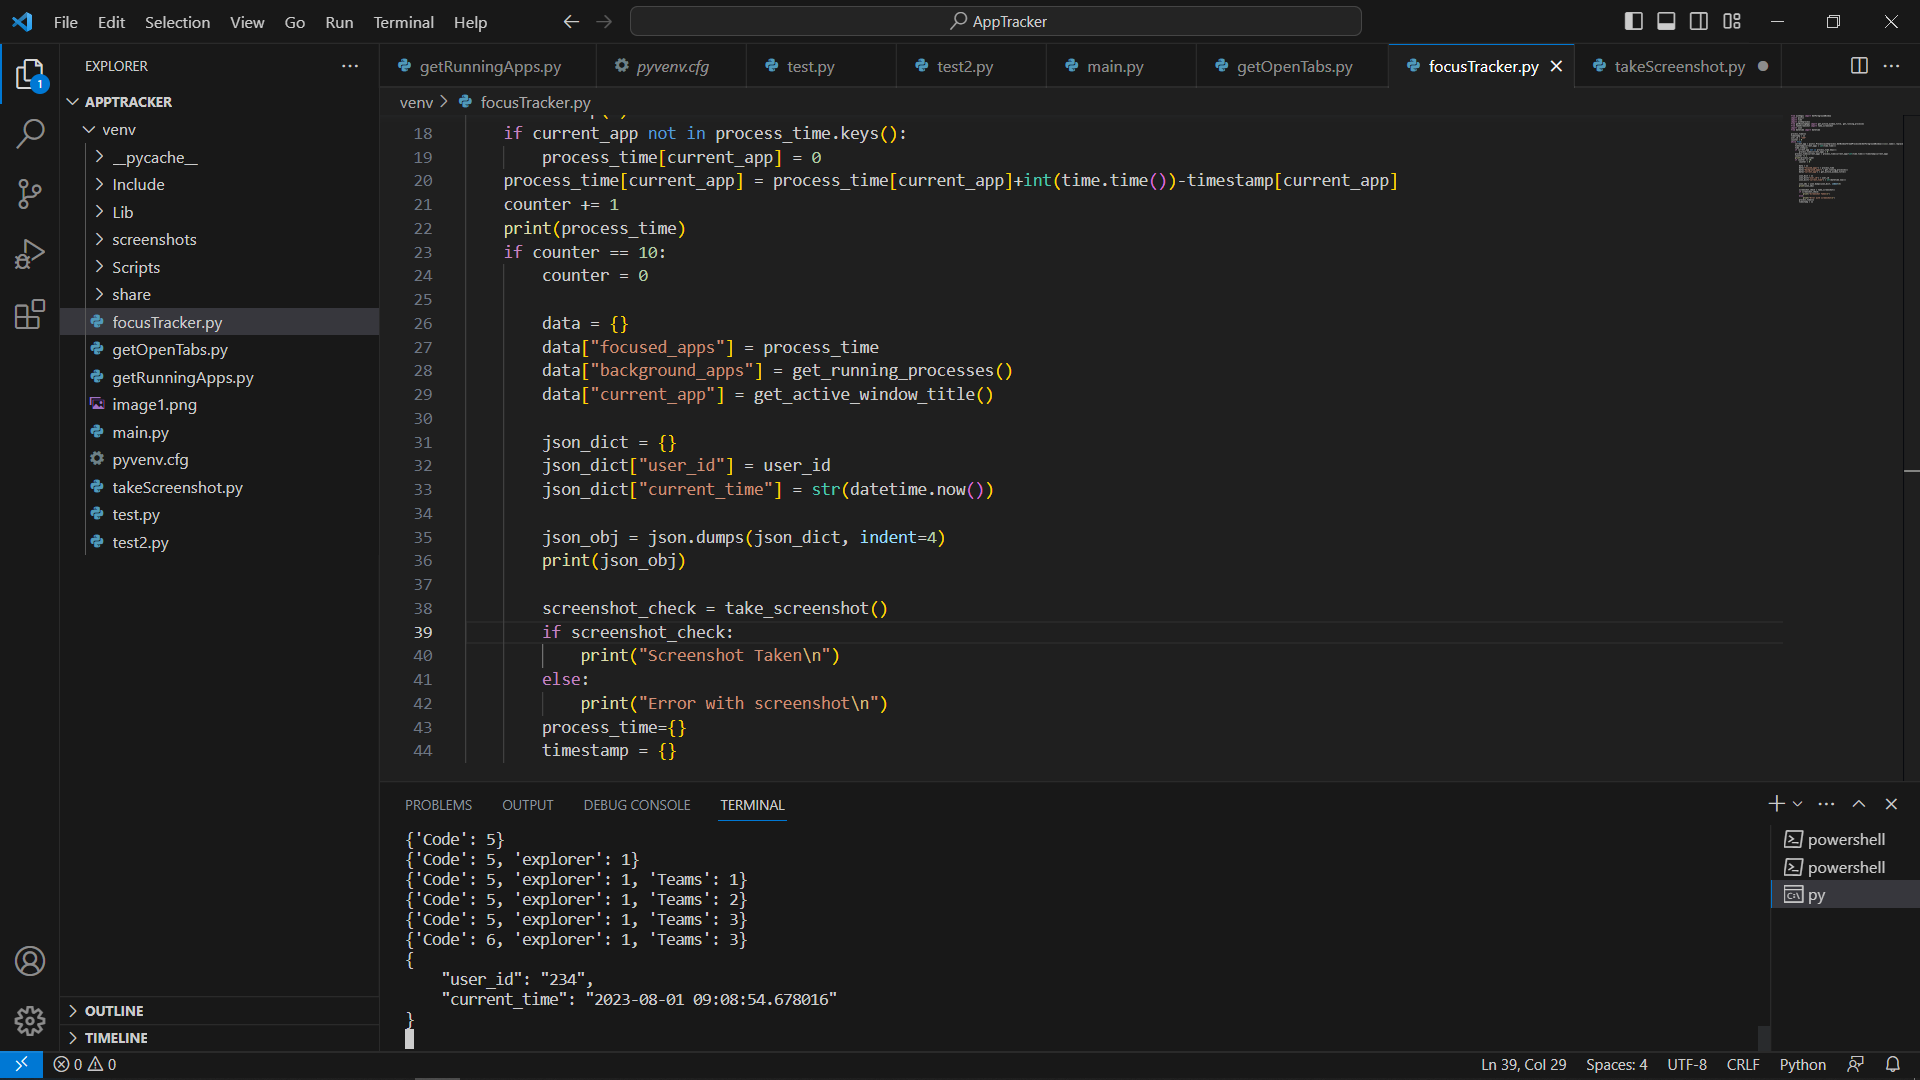 File Edit Selection View Go Run Terminal Help
AppTracker
EXPLORER
1
APPTRACKER
venv
__pycache__
Include
Lib
screenshots
Scripts
share
focusTracker.py
getOpenTabs.py
getRunningApps.py
image1.png
main.py
pyvenv.cfg
takeScreenshot.py
test.py
test2.py
OUTLINE
TIMELINE
getRunningApps.py pyvenv.cfg test.py test2.py main.py getOpenTabs.py focusTracker.py takeScreenshot.py
venv > focusTracker.py
18 if current_app not in process_time.keys():
19 process_time[current_app] = 0
20 process_time[current_app] = process_time[current_app]+int(time.time())-timestamp[current_app]
21 counter += 1
22 print(process_time)
23 if counter == 10:
24 counter = 0
25
26 data = {}
27 data["focused_apps"] = process_time
28 data["background_apps"] = get_running_processes()
29 data["current_app"] = get_active_window_title()
30
31 json_dict = {}
32 json_dict["user_id"] = user_id
33 json_dict["current_time"] = str(datetime.now())
34
35 json_obj = json.dumps(json_dict, indent=4)
36 print(json_obj)
37
38 screenshot_check = take_screenshot()
39 if screenshot_check:
40 print("Screenshot Taken\n")
41 else:
42 print("Error with screenshot\n")
43 process_time={}
44 timestamp = {}
PROBLEMS OUTPUT DEBUG CONSOLE TERMINAL
{'Code': 5}
{'Code': 5, 'explorer': 1}
{'Code': 5, 'explorer': 1, 'Teams': 1}
{'Code': 5, 'explorer': 1, 'Teams': 2}
{'Code': 5, 'explorer': 1, 'Teams': 3}
{'Code': 6, 'explorer': 1, 'Teams': 3}
{
"user_id": "234",
"current_time": "2023-08-01 09:08:54.678016"
}
powershell
powershell
py
0 0
Ln 39, Col 29 Spaces: 4 UTF-8 CRLF Python